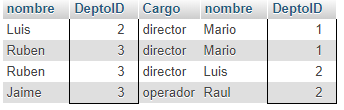 nombre DeptoID Cargo nombre DeptoID
Luis 2 director Mario 1
Ruben 3 director Mario 1
Ruben 3 director Luis 2
Jaime 3 operador Raul 2